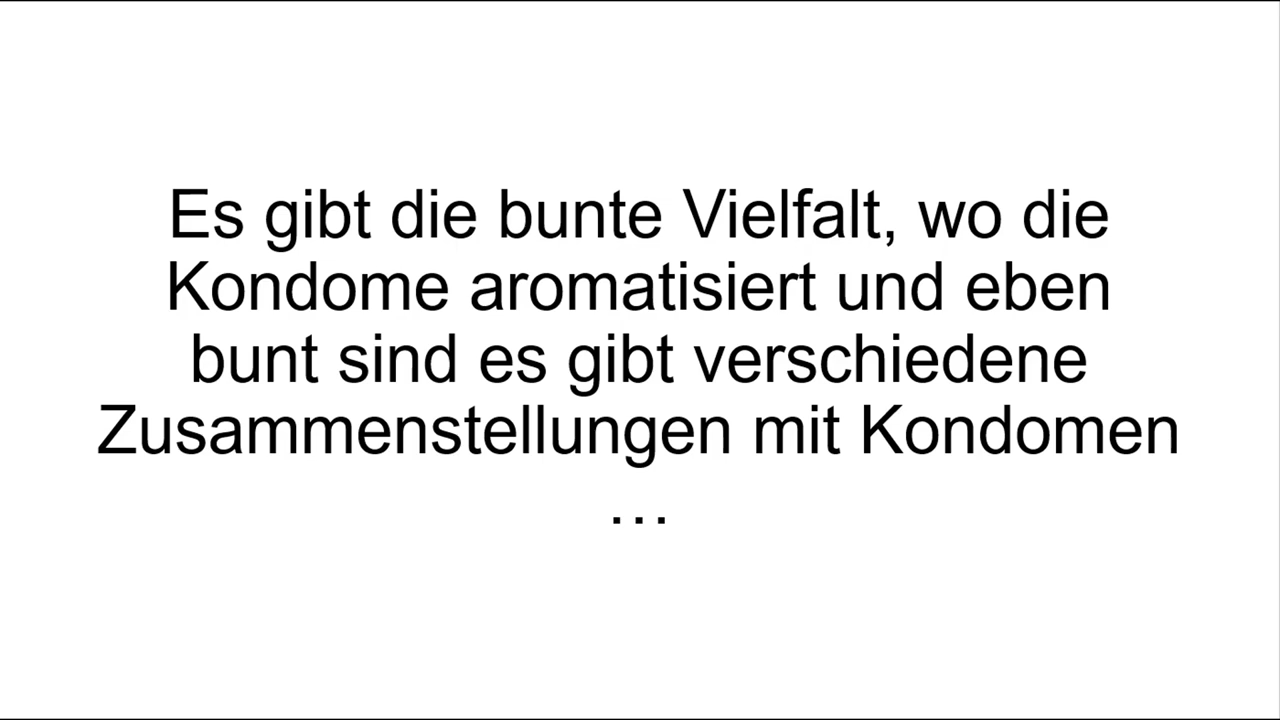 Es gibt die bunte Vielfalt, wo die
Kondome aromatisiert und eben
bunt sind es gibt verschiedene
Zusammenstellungen mit Kondomen
…